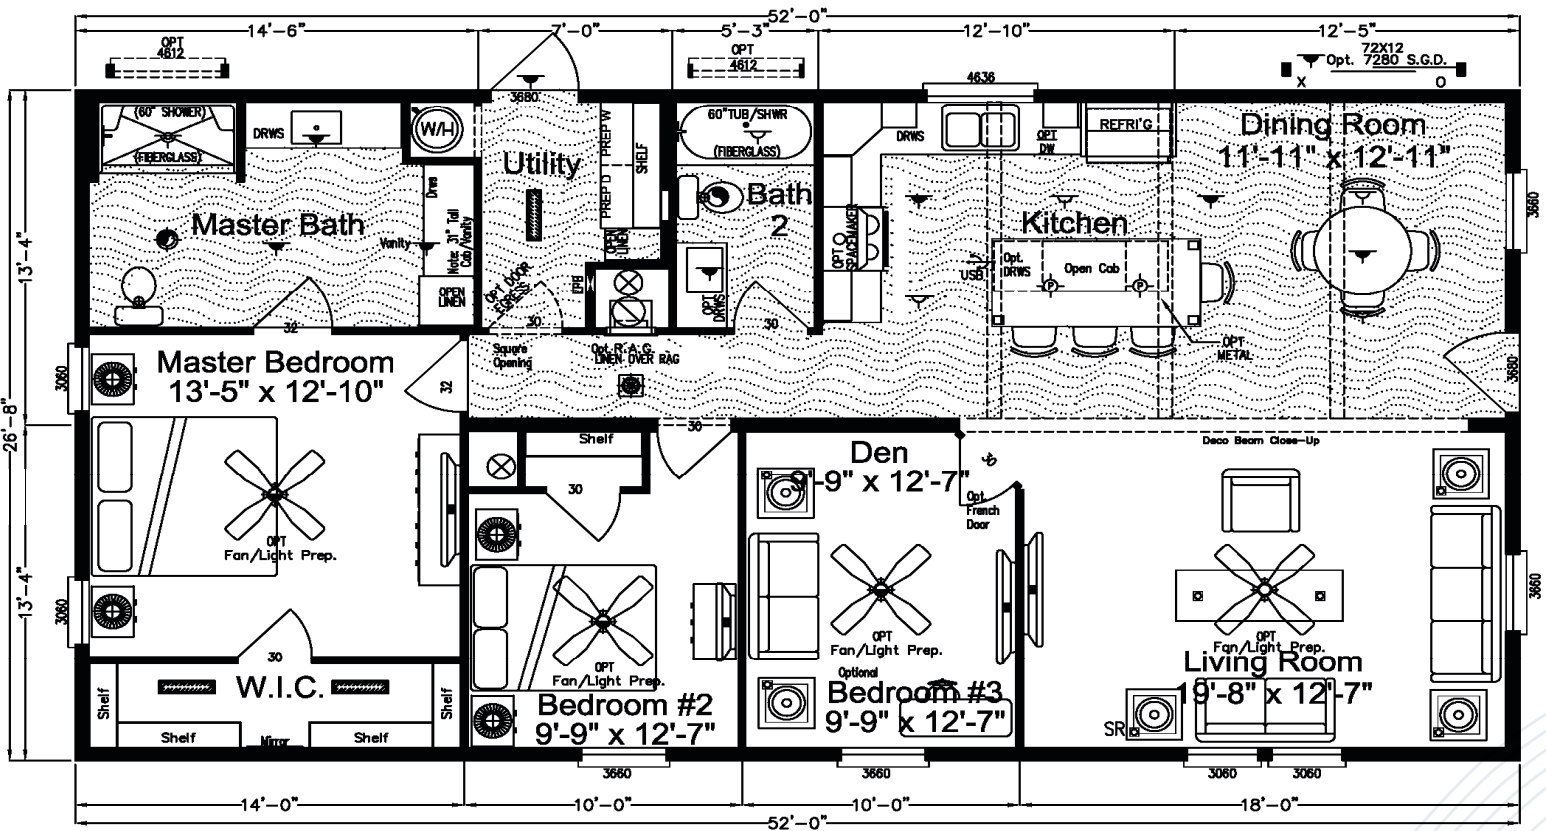 52'-0"
14'-6"
7'-0"
5'-3"
12'-10"
12'-5"
OPT
4612
OPT
4612
4636
72X12
Opt. 7280 S.G.D.
X
O
3680
(60" SHOWER)
(FIBERGLASS)
DRWS
W/H
Utility
PREP D
PREP W
SHELF
60"TUB/SHWR
(FIBERGLASS)
DRWS
OPT
DW
REFRI'G
Dining Room
11'-11" x 12'-11"
3660
Master Bath
Vanity
Drws
Note: 31" Tall
Cab/Vanity
OPEN
LINEN
OPEN
LINEN
Bath
2
OPT
DRWS
OPT
SPACEMAKER
Kitchen
USB
Opt.
DRWS
Open Cab
P
P
OPT
METAL
OPT DOOR
EGRESS
EPB
32
30
30
13'-4"
26'-8"
13'-4"
Square
Opening
Opt.R.A.G.
LINEN OVER RAG
Master Bedroom
13'-5" x 12'-10"
3060
32
3680
30
Deco Beam Close-Up
Shelf
30
Den
9'-9" x 12'-7"
Opt.
French
Door
OPT
Fan/Light Prep.
3060
OPT
Fan/Light Prep.
OPT
Fan/Light Prep.
OPT
Fan/Light Prep.
3660
30
W.I.C.
Shelf
Shelf
Shelf
Shelf
Mirror
Bedroom #2
9'-9" x 12'-7"
Optional
Bedroom #3
9'-9" x 12'-7"
Living Room
19'-8" x 12'-7"
SR
3660
3660
3060
3060
14'-0"
10'-0"
10'-0"
18'-0"
52'-0"